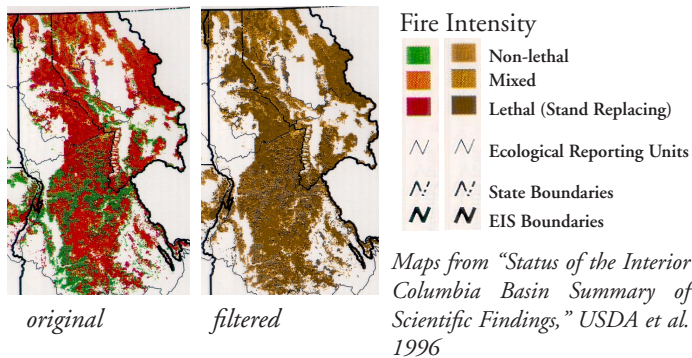 Fire Intensity
Non-lethal
Mixed
Lethal (Stand Replacing)
Ecological Reporting Units
State Boundaries
EIS Boundaries
original
filtered
Maps from “Status of the Interior
Columbia Basin Summary of
Scientific Findings,” USDA et al.
1996